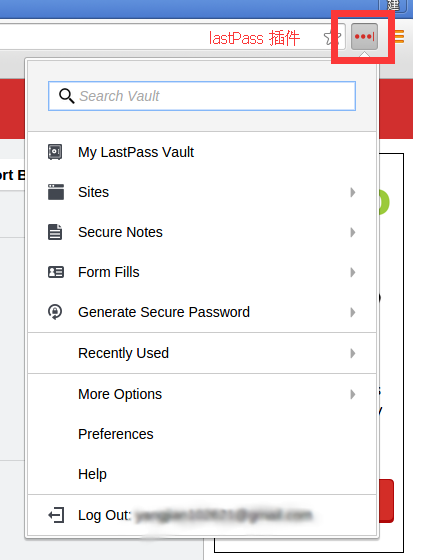 建
lastPass 插件
Search Vault
My LastPass Vault
Sites
ort B
Secure Notes
Form Fills
Generate Secure Password
Recently Used
More Options
Preferences
Help
Log Out: